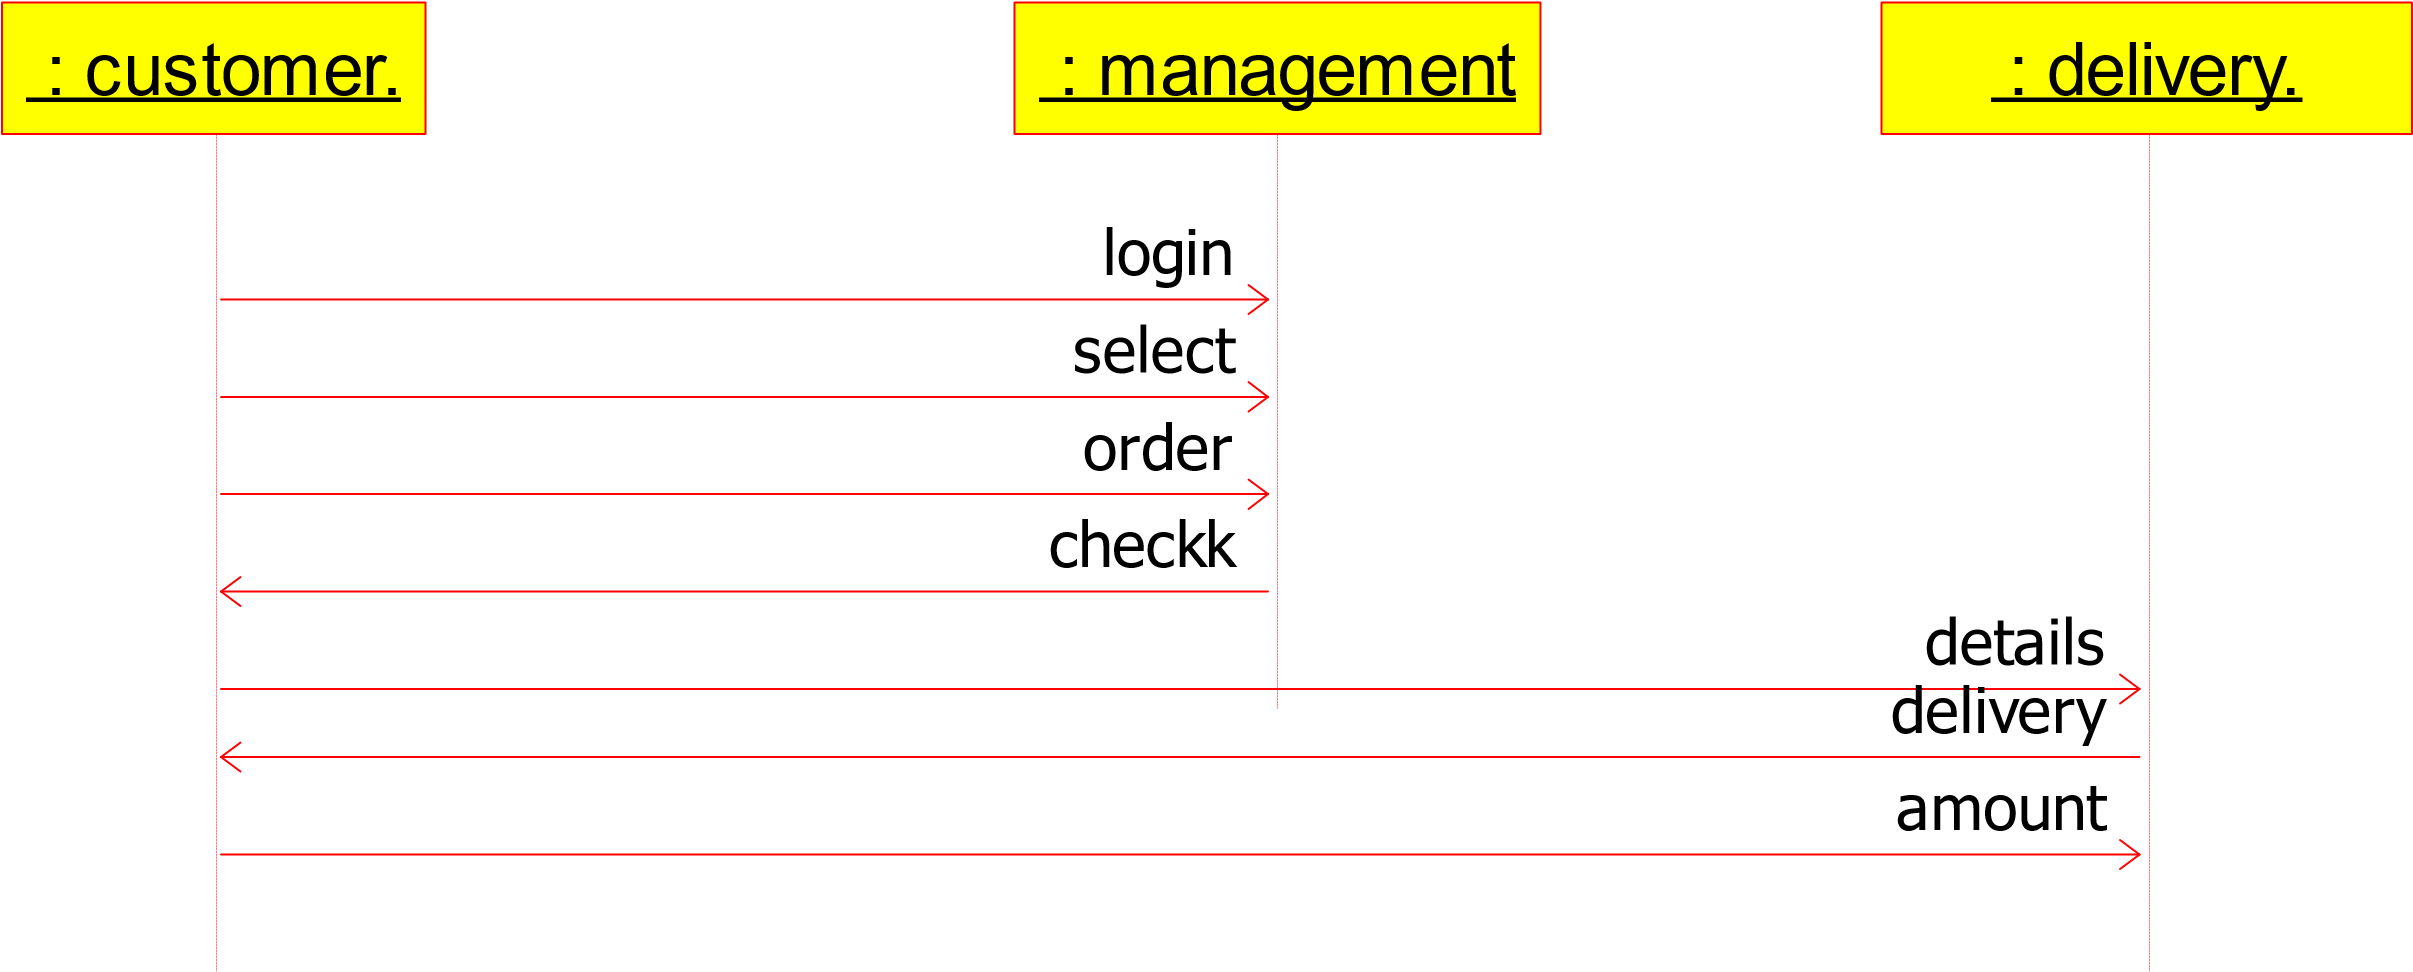 : customer.
: management
: delivery.
login
select
order
checkk
details
delivery
amount